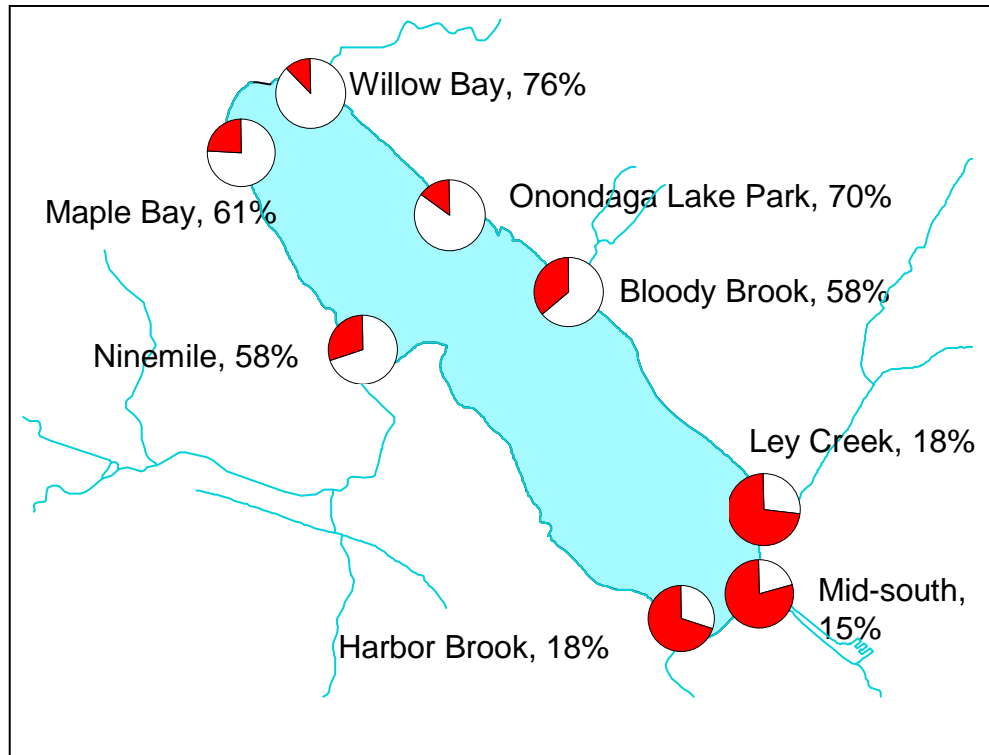 Willow Bay, 76%
Maple Bay, 61%
Onondaga Lake Park, 70%
Bloody Brook, 58%
Ninemile, 58%
Ley Creek, 18%
Mid-south,
15%
Harbor Brook, 18%